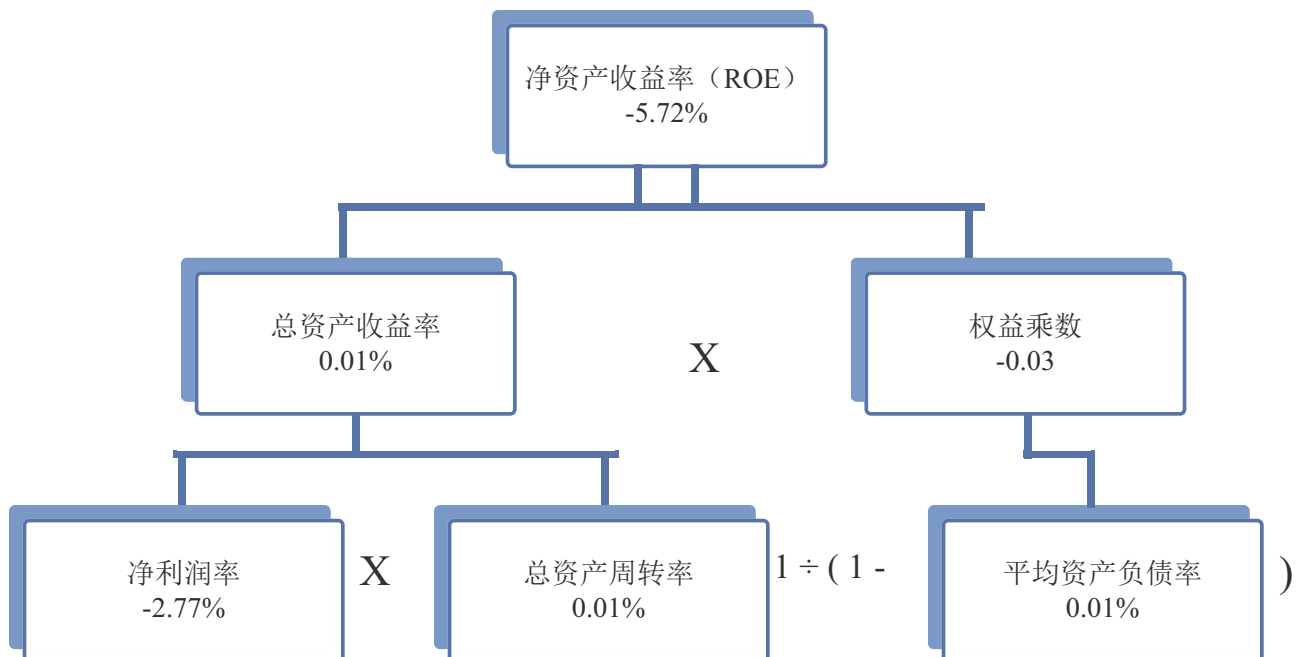 净资产收益率（ROE）
-5.72%
总资产收益率
0.01%
X
权益乘数
-0.03
净利润率
-2.77%
X
总资产周转率
0.01%
1 ÷ ( 1 -
平均资产负债率
0.01%
)